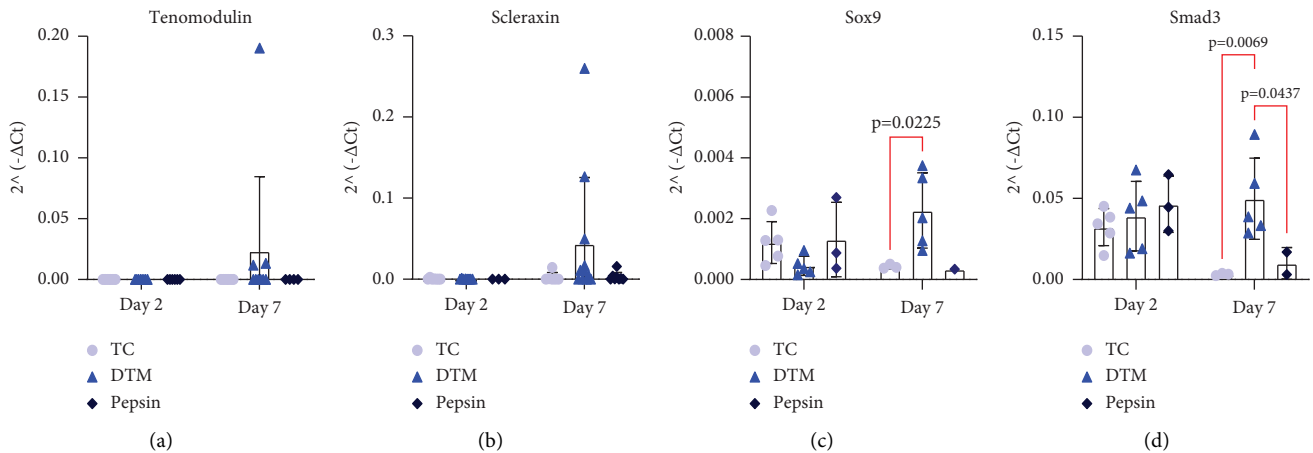 Tenomodulin
0.20
0.15
0.10
0.05
0.00
2^ (-ΔCt)
Day 2 Day 7
TC
DTM
Pepsin
(a)
Scleraxin
0.3
0.2
0.1
0.0
2^ (-ΔCt)
Day 2 Day 7
TC
DTM
Pepsin
(b)
Sox9
0.008
0.006
0.004
0.002
0.000
2^ (-ΔCt)
p=0.0225
Day 2 Day 7
TC
DTM
Pepsin
(c)
Smad3
0.15
0.10
0.05
0.00
2^ (-ΔCt)
p=0.0069
p=0.0437
Day 2 Day 7
TC
DTM
Pepsin
(d)